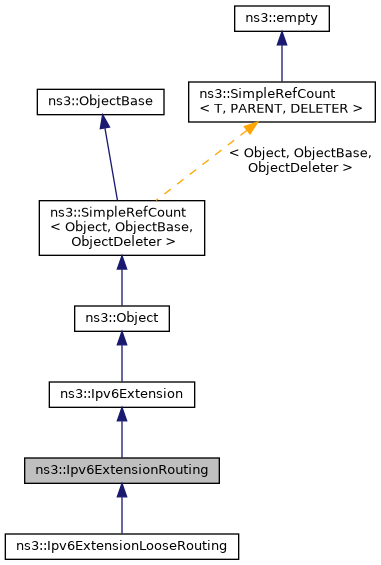 ns3::empty
ns3::SimpleRefCount
< T, PARENT, DELETER >
ns3::ObjectBase
< Object, ObjectBase,
ObjectDeleter >
ns3::SimpleRefCount
< Object, ObjectBase,
ObjectDeleter >
ns3::Object
ns3::Ipv6Extension
ns3::Ipv6ExtensionRouting
ns3::Ipv6ExtensionLooseRouting